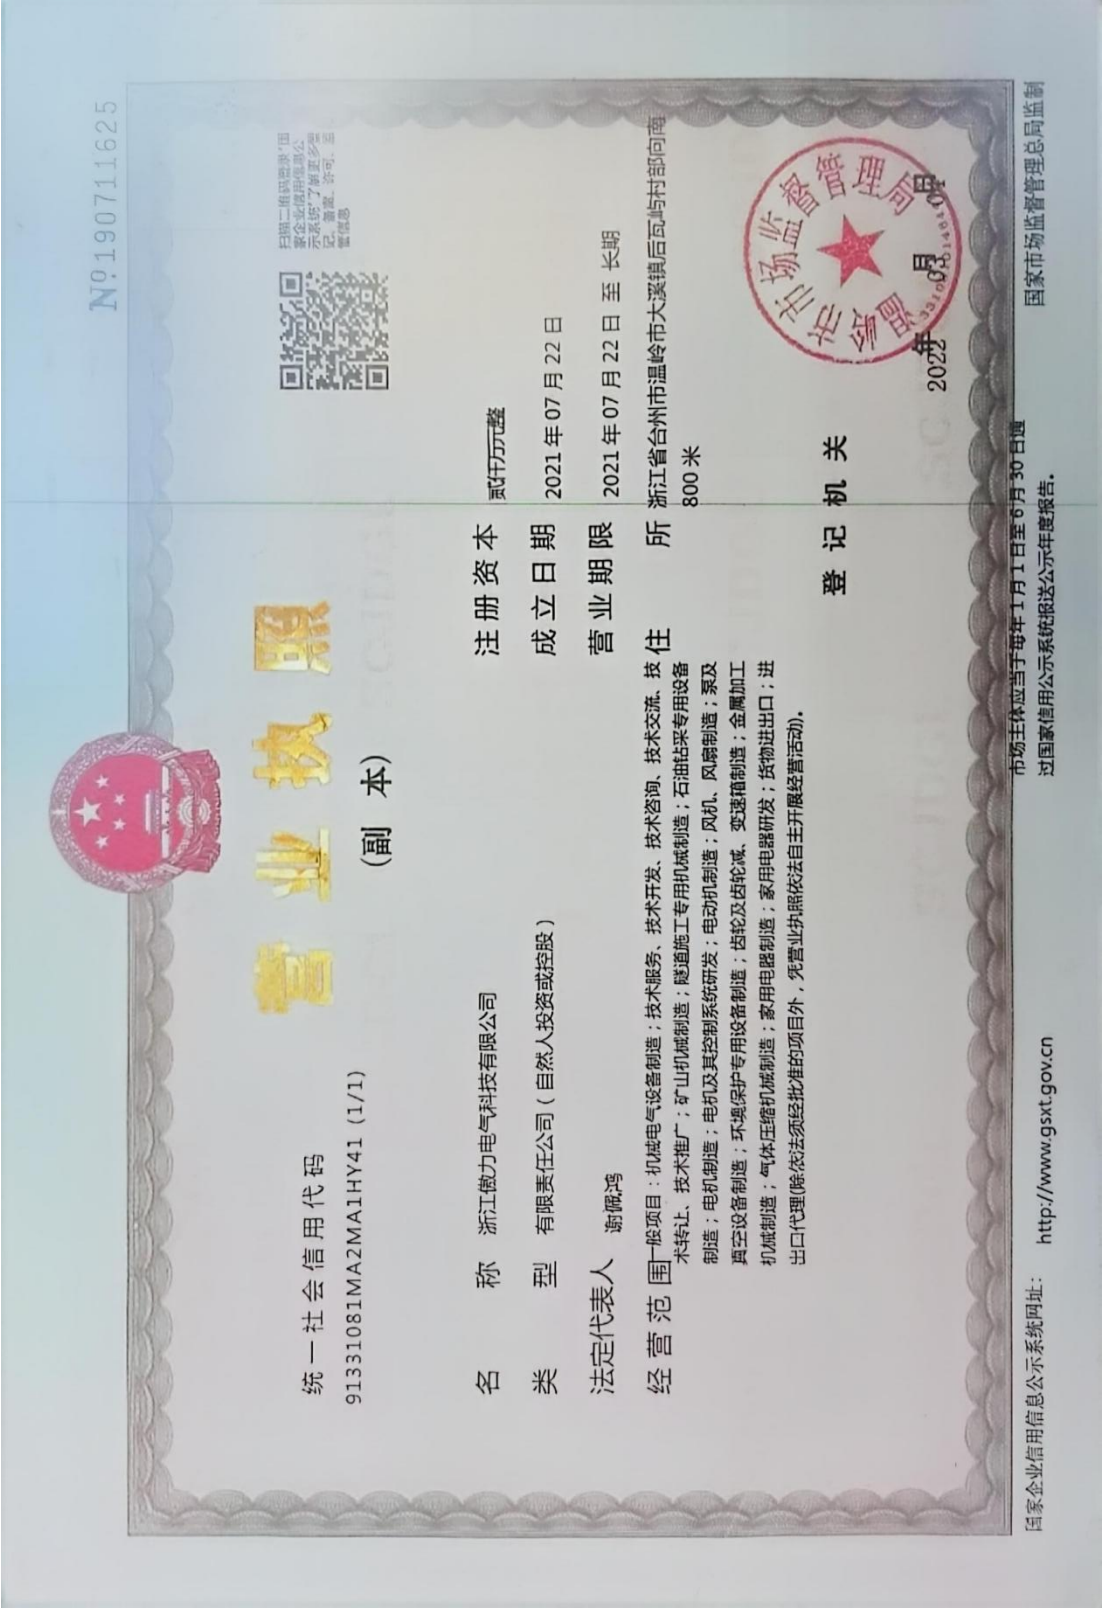 №190711625
营业执照
(副 本)
扫描二维码登录"国
家企业信用信息公
示系统"了解更多登
记、备案、许可、监
管信息
统一社会信用代码
91331081MA2MA1HY41 (1/1)
名 称 浙江傲力电气科技有限公司
类 型 有限责任公司(自然人投资或控股)
法定代表人 谢佩鸿
经营范围 一般项目:机械电气设备制造;技术服务、技术开发、技术咨询、技术交流、技
术转让、技术推广;矿山机械制造;隧道施工专用机械制造;石油钻采专用设备
制造;电机制造;电机及其控制系统研发;电动机制造;风机、风扇制造;泵及
真空设备制造;环境保护专用设备制造;齿轮及齿轮减、变速箱制造;金属加工
机械制造;气体压缩机械制造;家用电器制造;家用电器研发;货物进出口;进
出口代理(除依法须经批准的项目外,凭营业执照依法自主开展经营活动)。
注册资本 贰仟万元整
成立日期 2021年07月22日
营业期限 2021年07月22日至长期
住 所 浙江省台州市温岭市大溪镇后瓦屿村部向南
800米
登记机关
温岭市市场监督管理局
2022年03月
国家企业信用信息公示系统网址: http://www.gsxt.gov.cn
市场主体应当于每年1月1日至6月30日通
过国家信用公示系统报送公示年度报告。
国家市场监督管理总局监制